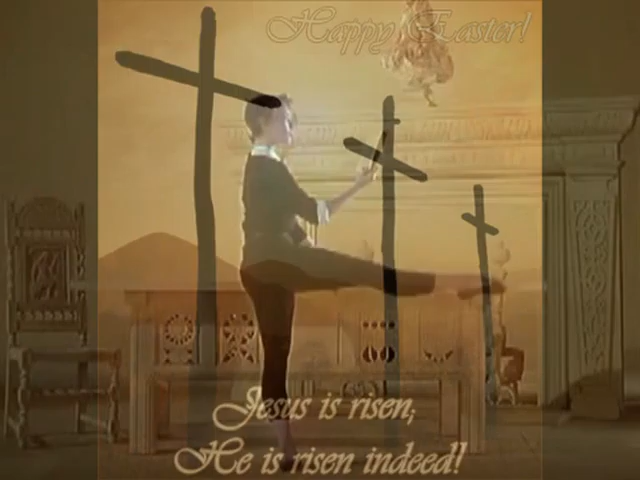 Happy Easter!
Jesus is risen;
He is risen indeed!